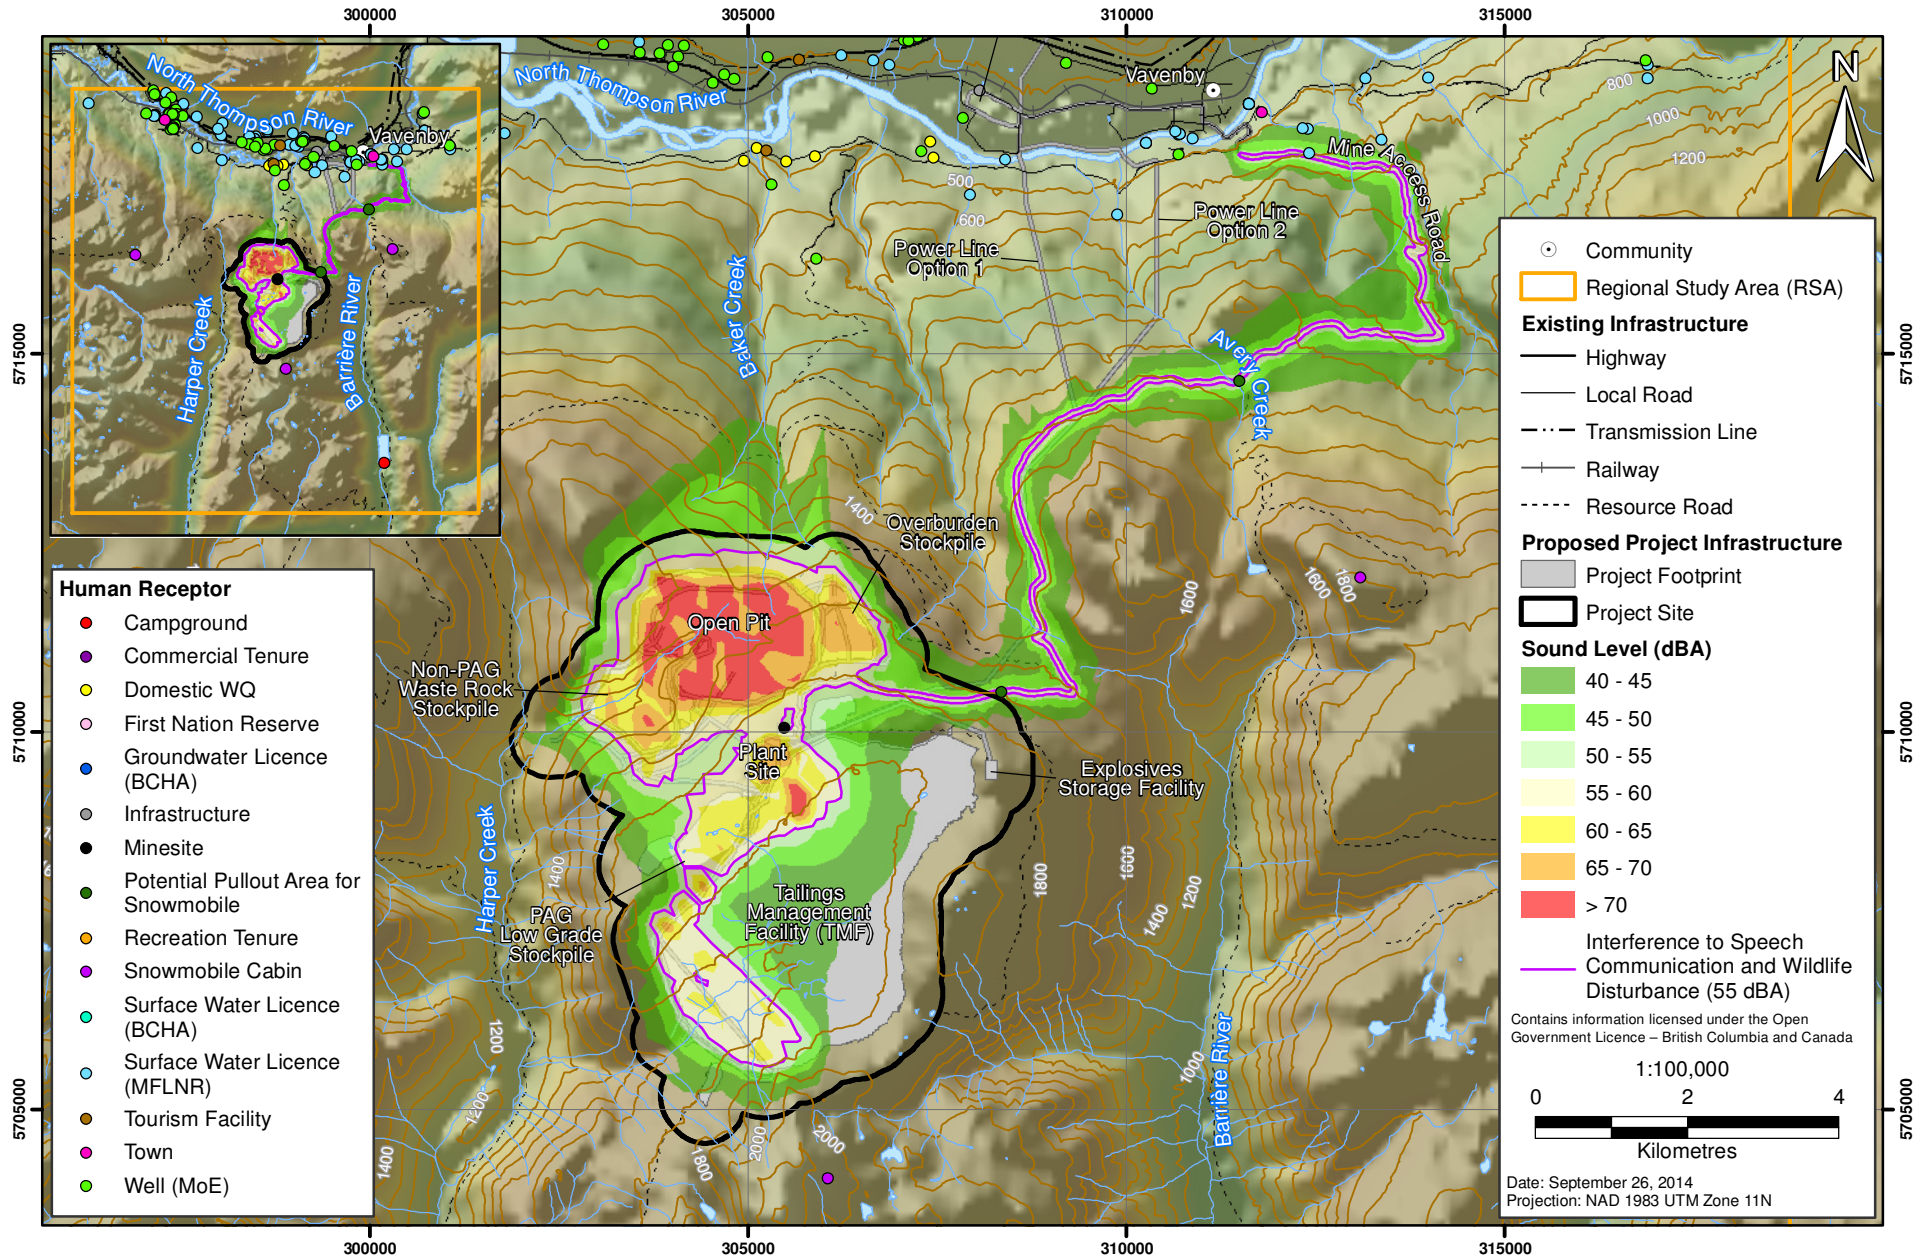 300000
305000
310000
315000
North Thompson River
Vavenby
Harper Creek
Barrière River
North Thompson River
Vavenby
800
1000
1200
Mine Access Road
500
600
Power Line
Option 1
Power Line
Option 2
Baker Creek
Avery Creek
5715000
5715000
1400
Overburden
Stockpile
1600
1600
1800
Open Pit
Non-PAG
Waste Rock
Stockpile
Plant
Site
Explosives
Storage Facility
5710000
5710000
Harper Creek
1400
1800
1600
1400
1200
PAG
Low Grade
Stockpile
Tailings
Management
Facility (TMF)
1200
1200
1000
Barrière River
5705000
5705000
1400
1800
2000
2000
Human Receptor
Campground
Commercial Tenure
Domestic WQ
First Nation Reserve
Groundwater Licence
(BCHA)
Infrastructure
Minesite
Potential Pullout Area for
Snowmobile
Recreation Tenure
Snowmobile Cabin
Surface Water Licence
(BCHA)
Surface Water Licence
(MFLNR)
Tourism Facility
Town
Well (MoE)
N
Community
Regional Study Area (RSA)
Existing Infrastructure
Highway
Local Road
Transmission Line
Railway
Resource Road
Proposed Project Infrastructure
Project Footprint
Project Site
Sound Level (dBA)
40 - 45
45 - 50
50 - 55
55 - 60
60 - 65
65 - 70
> 70
Interference to Speech
Communication and Wildlife
Disturbance (55 dBA)
Contains information licensed under the Open
Government Licence – British Columbia and Canada
1:100,000
0 2 4
Kilometres
Date: September 26, 2014
Projection: NAD 1983 UTM Zone 11N
300000
305000
310000
315000